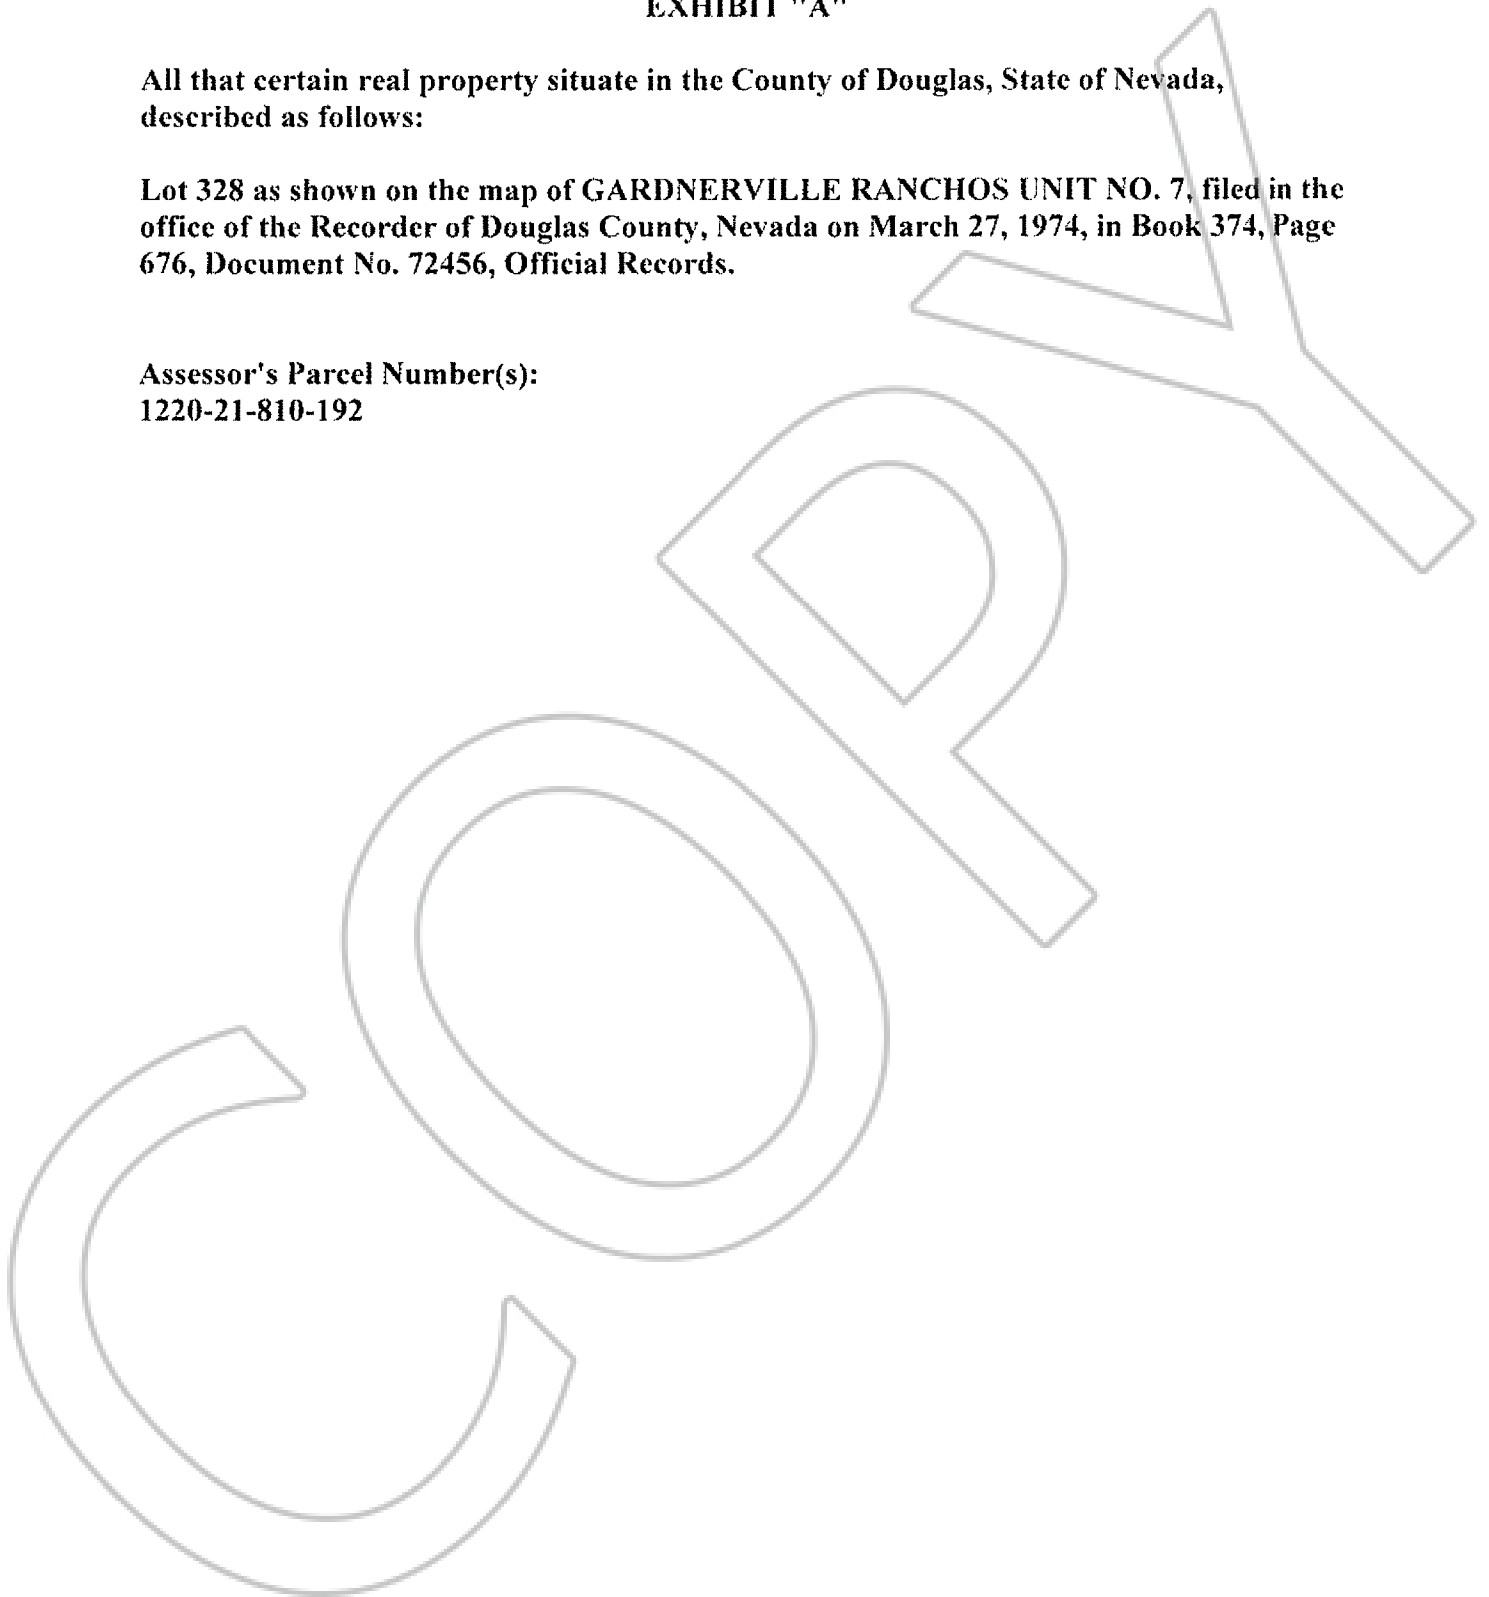 EXHIBIT "A"
All that certain real property situate in the County of Douglas, State of Nevada,
described as follows:
Lot 328 as shown on the map of GARDNERVILLE RANCHOS UNIT NO. 7, filed in the
office of the Recorder of Douglas County, Nevada on March 27, 1974, in Book 374, Page
676, Document No. 72456, Official Records.
Assessor's Parcel Number(s):
1220-21-810-192
COPY